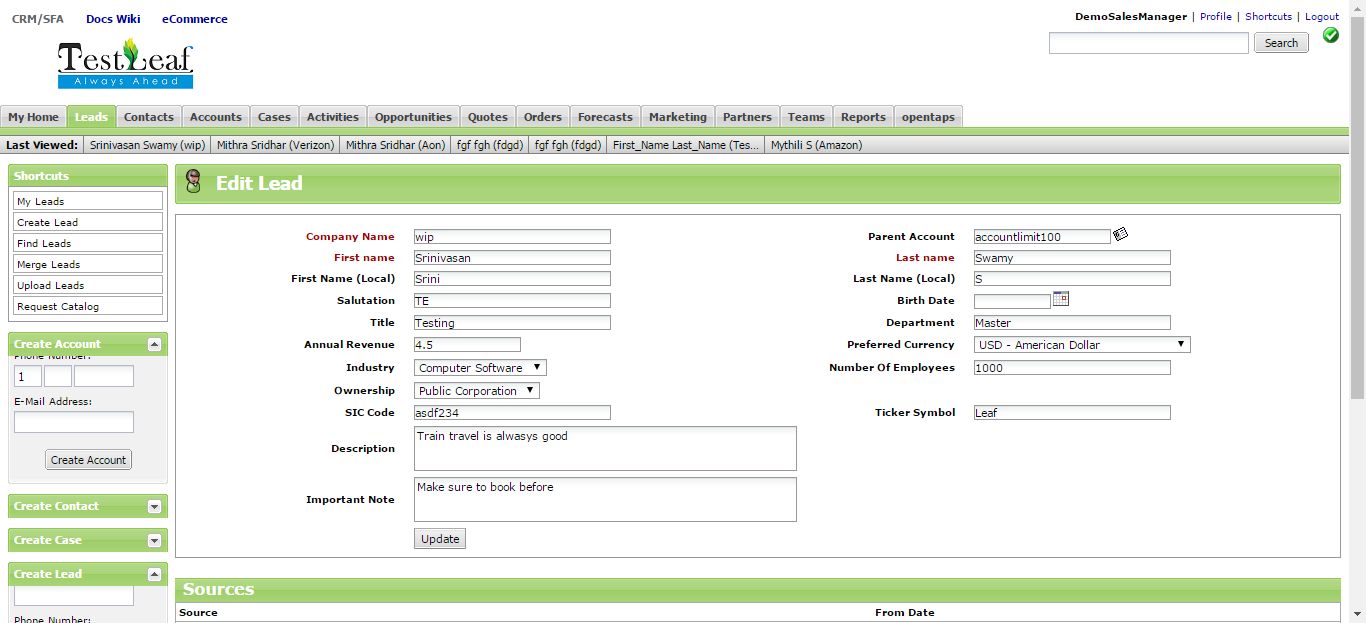 CRM/SFA Docs Wiki eCommerce
DemoSalesManager | Profile | Shortcuts | Logout
TestLeaf
Always Ahead
Search
My Home Leads Contacts Accounts Cases Activities Opportunities Quotes Orders Forecasts Marketing Partners Teams Reports opentaps
Last Viewed: Srinivasan Swamy (wip) Mithra Sridhar (Verizon) Mithra Sridhar (Aon) fgf fgh (fdgd) fgf fgh (fdgd) First_Name Last_Name (Tes... Mythili S (Amazon)
Shortcuts
My Leads
Create Lead
Find Leads
Merge Leads
Upload Leads
Request Catalog
Create Account
Phone Number:
1
E-Mail Address:
Create Account
Create Contact
Create Case
Create Lead
Phone Number:
Edit Lead
Company Name wip Parent Account accountlimit100
First name Srinivasan Last name Swamy
First Name (Local) Srini Last Name (Local) S
Salutation TE Birth Date
Title Testing Department Master
Annual Revenue 4.5 Preferred Currency USD - American Dollar
Industry Computer Software Number Of Employees 1000
Ownership Public Corporation
SIC Code asdf234 Ticker Symbol Leaf
Description Train travel is alwasys good
Important Note Make sure to book before
Update
Sources
Source From Date